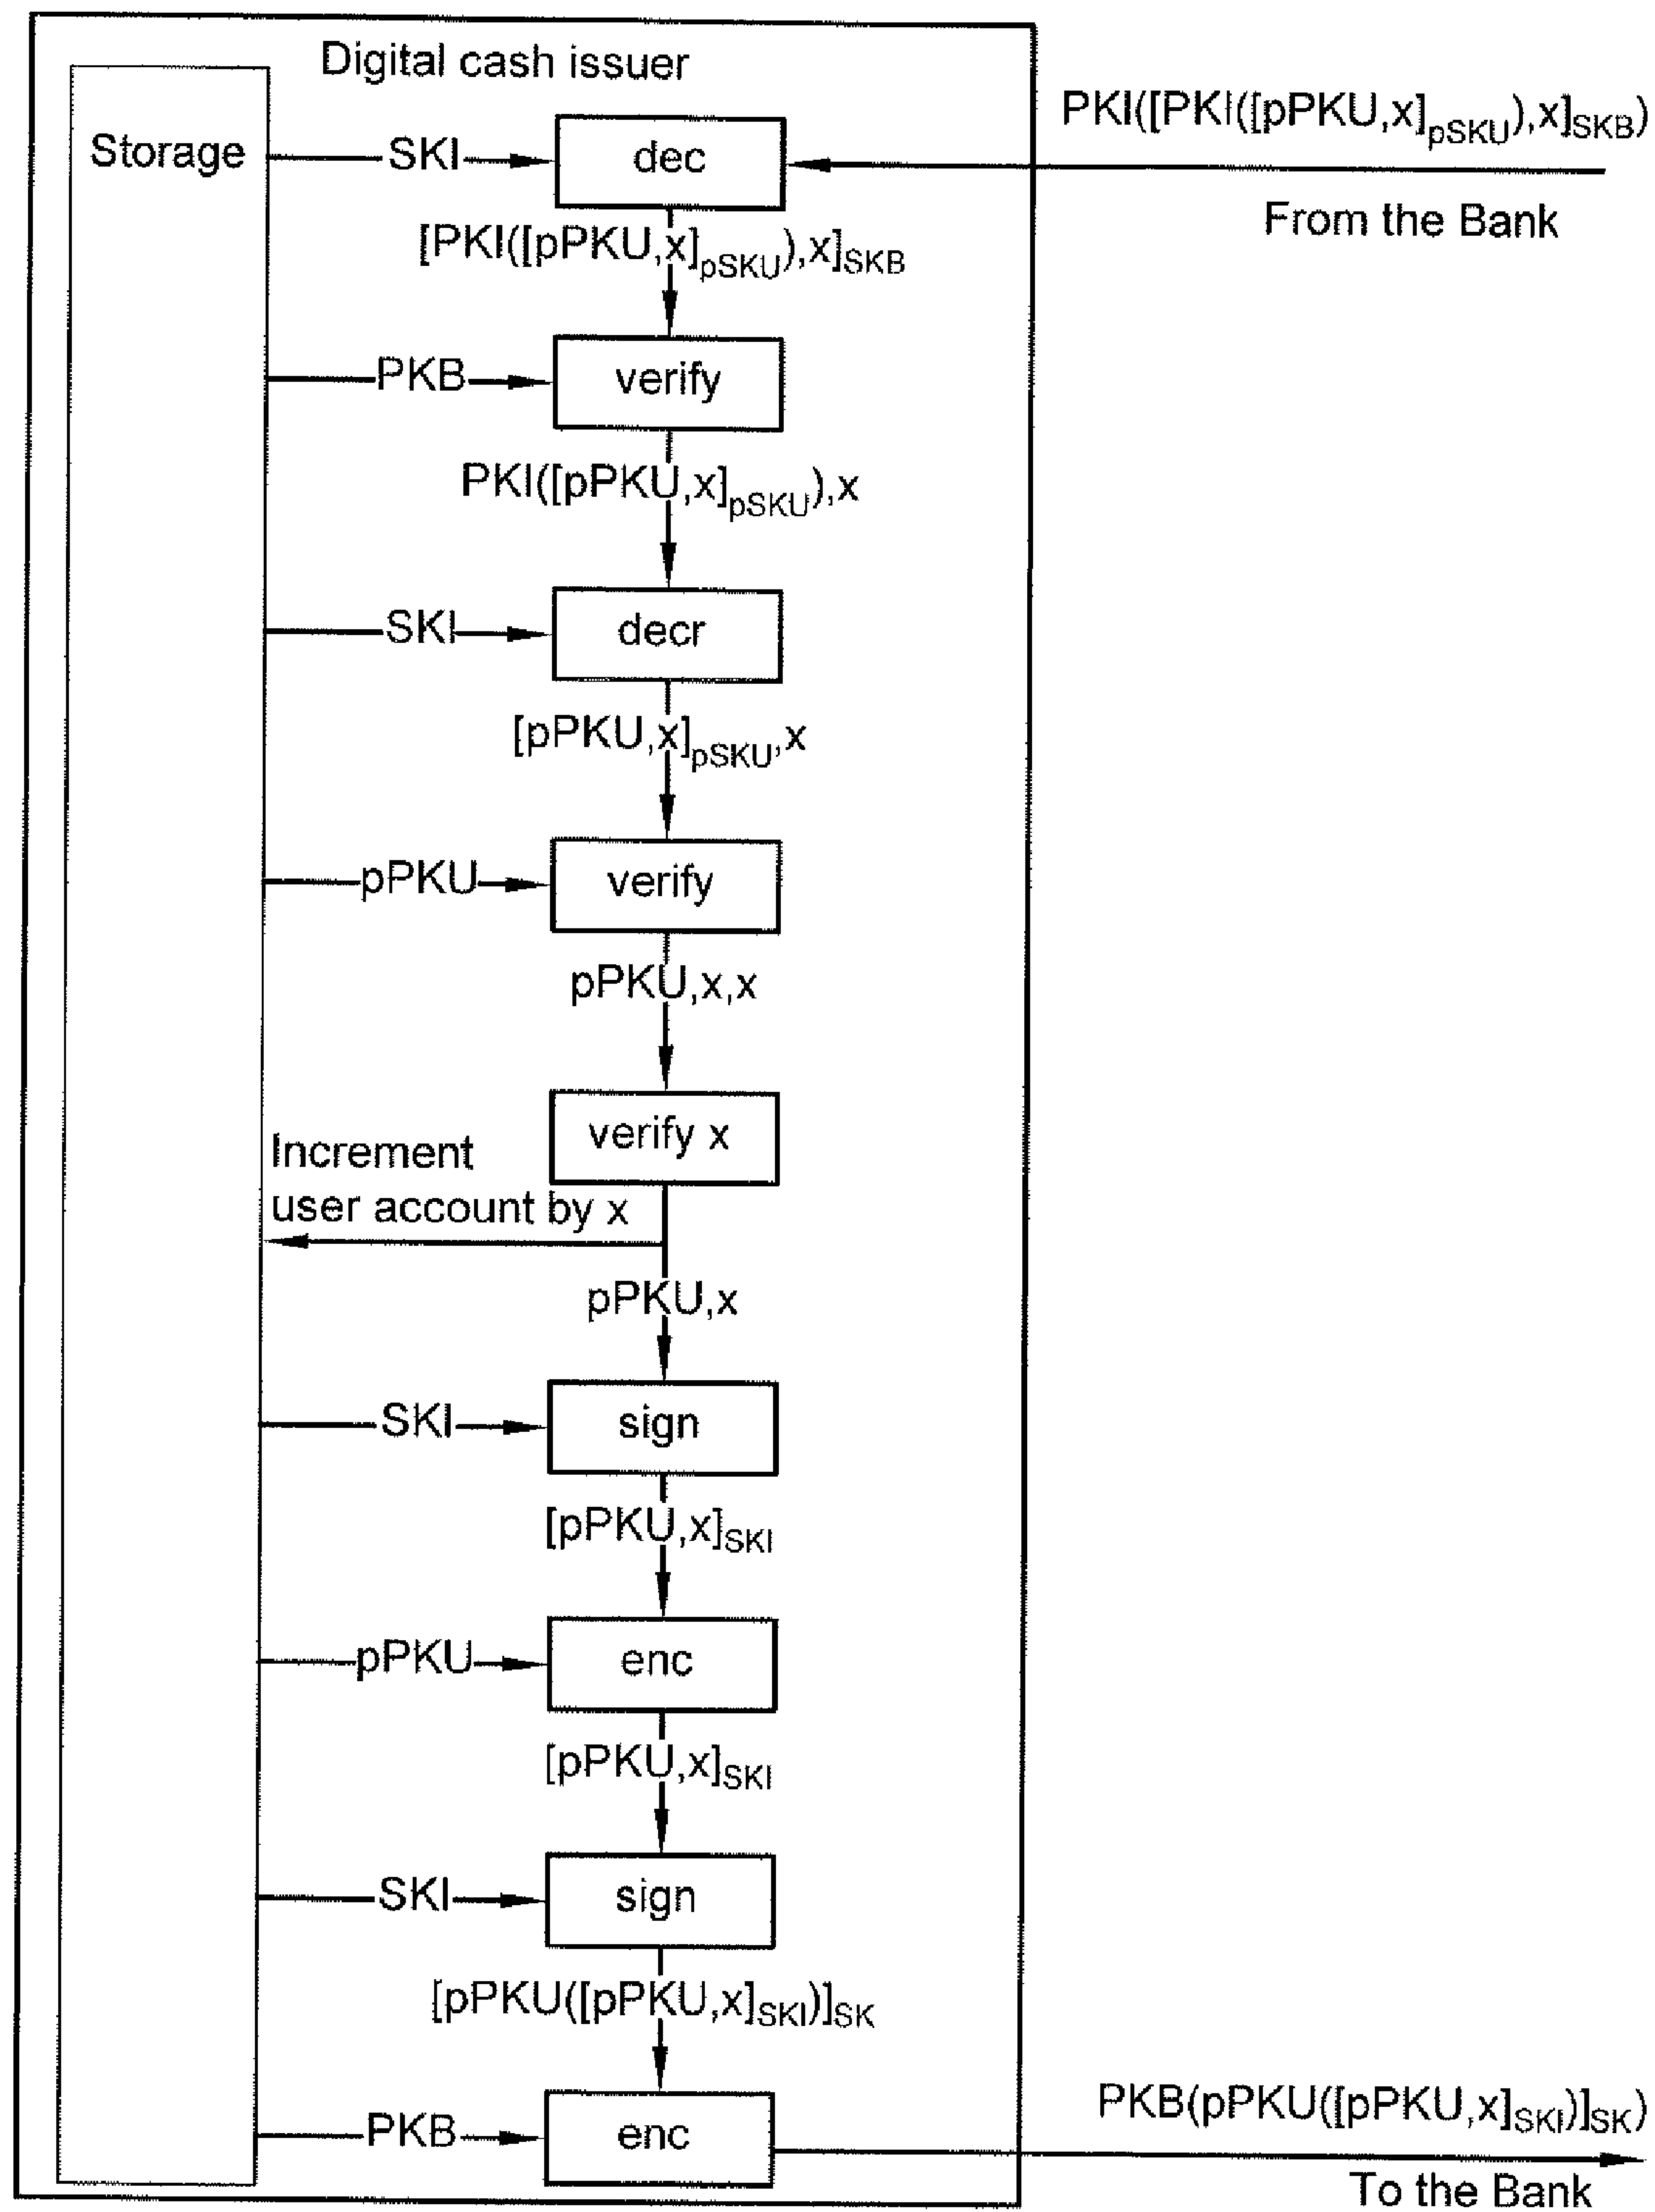 Digital cash issuer
Storage
PKI([PKI([pPKU,x]pSKU),x]SKB)
From the Bank
SKI
dec
[PKI([pPKU,x]pSKU),x]SKB
PKB
verify
PKI([pPKU,x]pSKU),x
SKI
decr
[pPKU,x]pSKU,x
pPKU
verify
pPKU,x,x
verify x
Increment
user account by x
pPKU,x
SKI
sign
[pPKU,x]SKI
pPKU
enc
[pPKU,x]SKI
SKI
sign
[pPKU([pPKU,x]SKI)]SK
PKB
enc
PKB(pPKU([pPKU,x]SKI)]SK)
To the Bank